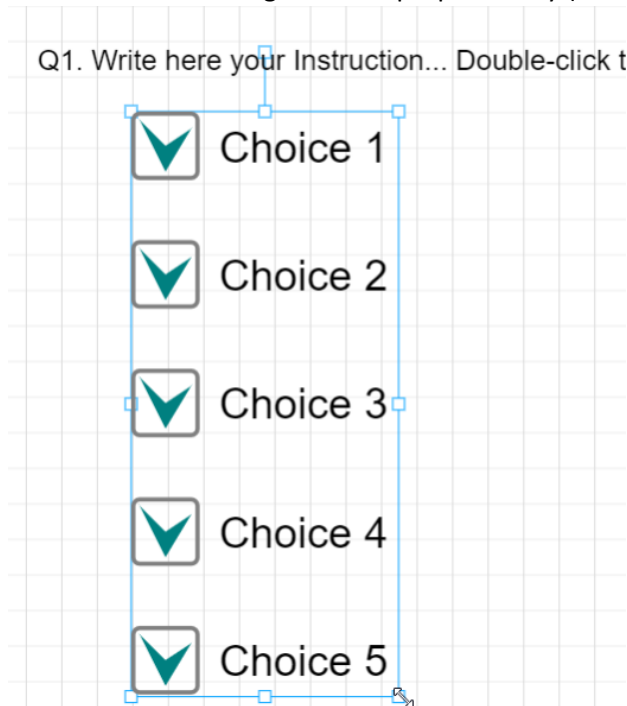 Q1. Write here your Instruction... Double-click t
Choice 1
Choice 2
Choice 3
Choice 4
Choice 5